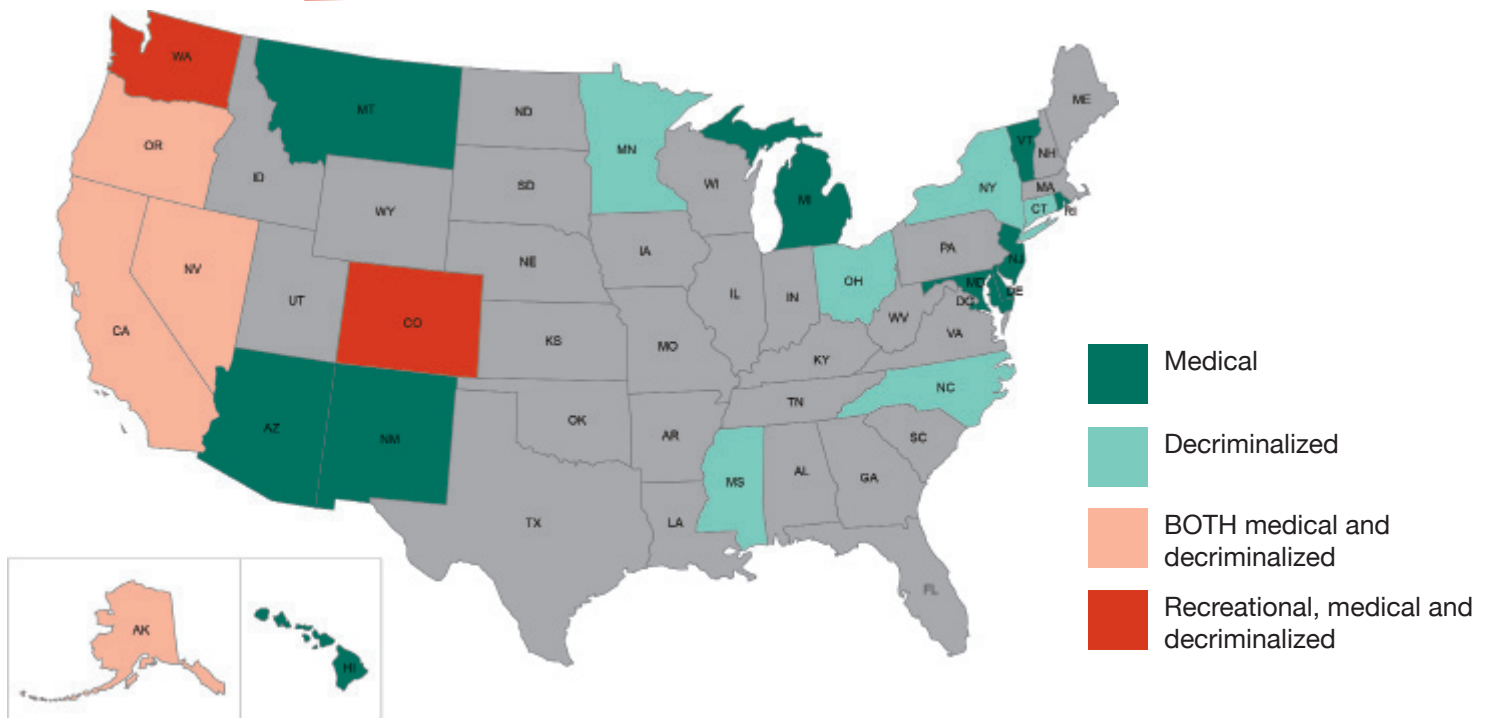 WA
MT
ND
MN
ME
OR
ID
SD
WI
MI
VT
NH
NY
MA
CT
RI
WY
IA
NE
PA
NJ
NV
UT
CO
CA
IL
IN
OH
MD
DE
DC
WV
VA
KS
MO
KY
NC
TN
AZ
NM
OK
AR
SC
MS
AL
GA
TX
LA
FL
AK
HI
Medical
Decriminalized
BOTH medical and
decriminalized
Recreational, medical and
decriminalized